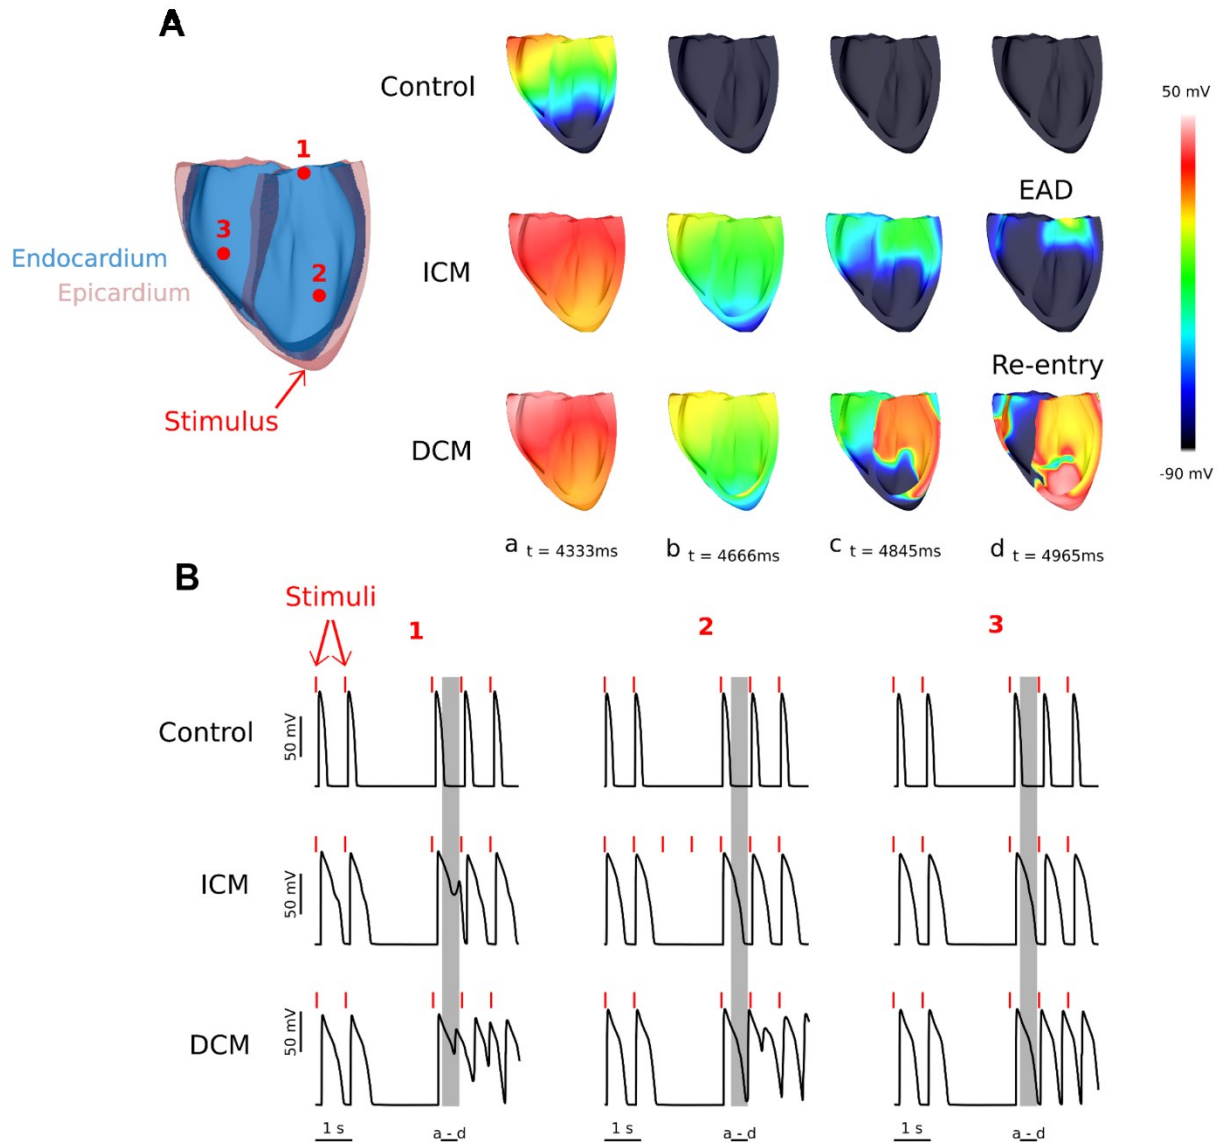 A
Control
50 mV
1
EAD
3
ICM
Endocardium
2
Epicardium
Re-entry
Stimulus
DCM
-90 mV
a t = 4333ms
b t = 4666ms
c t = 4845ms
d t = 4965ms
B
Stimuli
1 2 3
Control
50 mV
ICM
50 mV
DCM
50 mV
1 s a - d 1 s a - d 1 s a - d